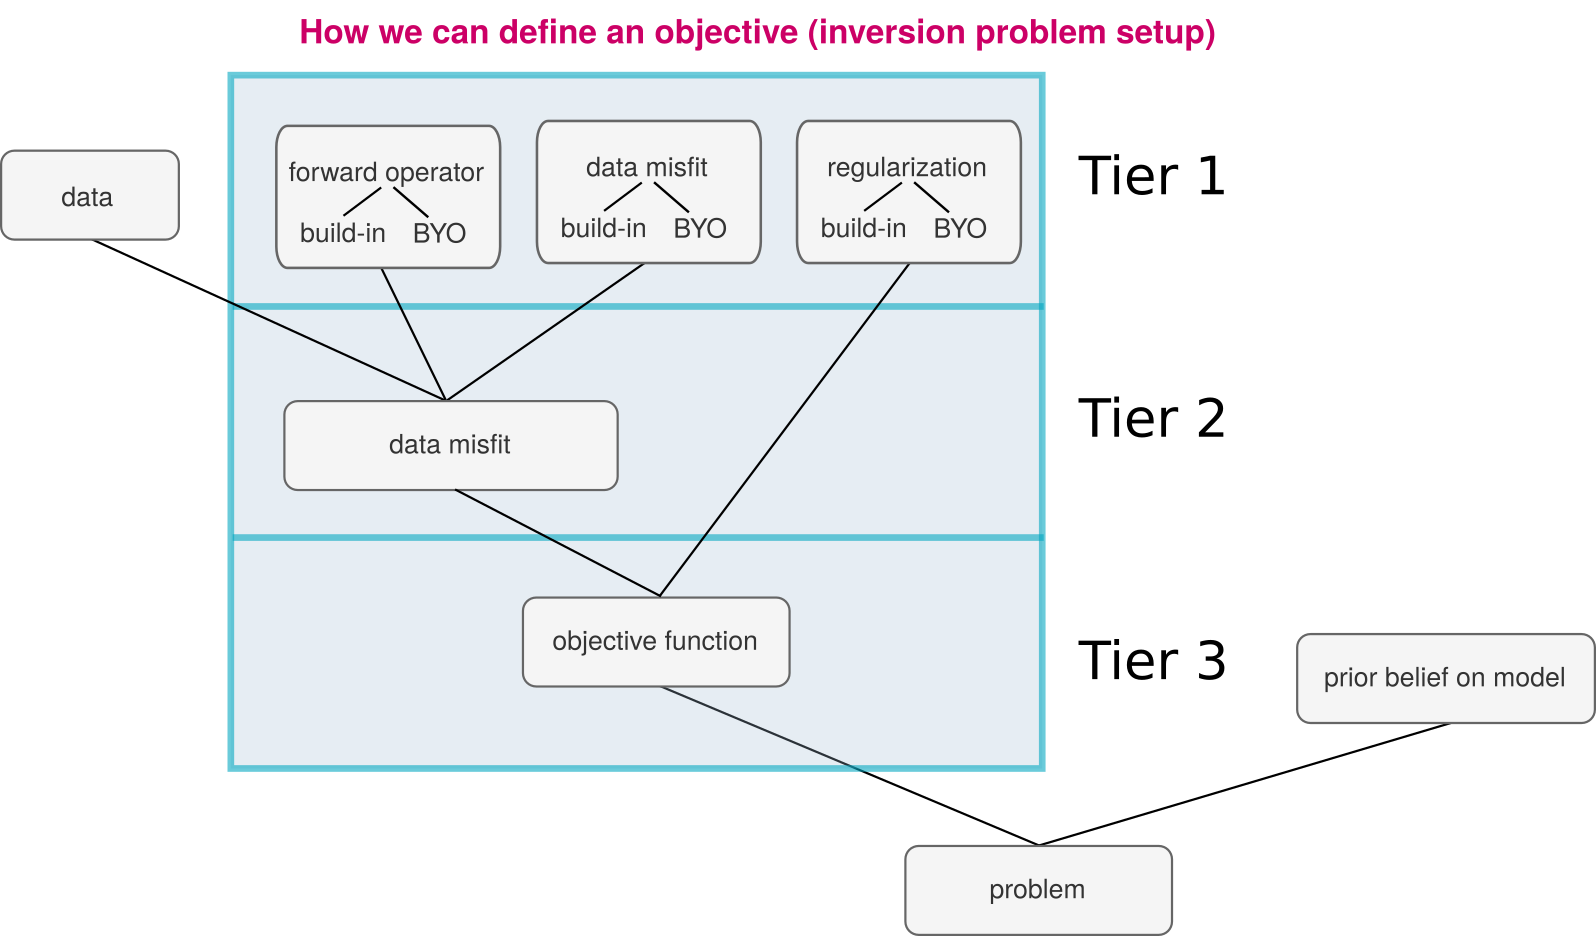 How we can define an objective (inversion problem setup)
data
forward operator
build-in BYO
data misfit
build-in BYO
regularization
build-in BYO
Tier 1
data misfit
Tier 2
objective function
Tier 3
prior belief on model
problem